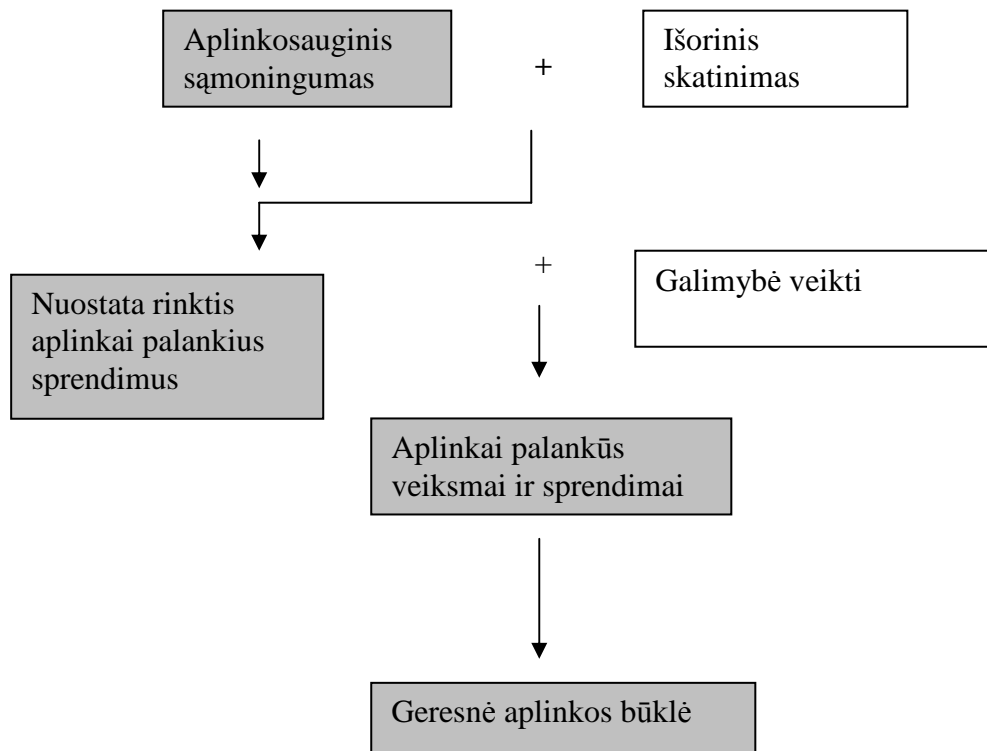 Aplinkosauginis
sąmoningumas
+
Išorinis
skatinimas
Nuostata rinktis
aplinkai palankius
sprendimus
+
Galimybė veikti
Aplinkai palankūs
veiksmai ir sprendimai
Geresnė aplinkos būklė